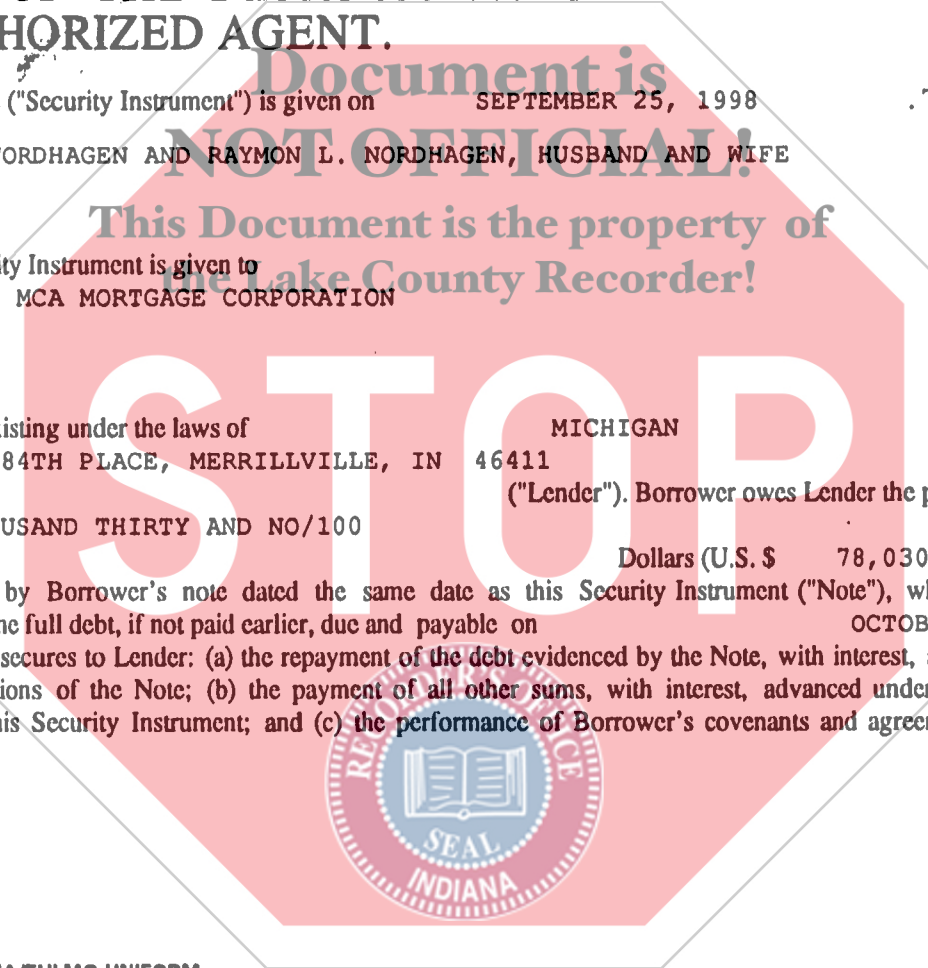 HORIZED AGENT.
Document is
("Security Instrument") is given on SEPTEMBER 25, 1998
NOT OFFICIAL!
ORDHAGEN AND RAYMON L. NORDHAGEN, HUSBAND AND WIFE
This Document is the property of
ity Instrument is given to
the Lake County Recorder!
MCA MORTGAGE CORPORATION
STOP
isting under the laws of MICHIGAN
84TH PLACE, MERRILLVILLE, IN 46411
("Lender"). Borrower owes Lender the p
USAND THIRTY AND NO/100
Dollars (U.S. $ 78,030
by Borrower's note dated the same date as this Security Instrument ("Note"), wh
he full debt, if not paid earlier, due and payable on OCTOB
secures to Lender: (a) the repayment of the debt evidenced by the Note, with interest, a
ions of the Note; (b) the payment of all other sums, with interest, advanced under
is Security Instrument; and (c) the performance of Borrower's covenants and agreem
RECORDER'S OFFICE
SEAL
INDIANA